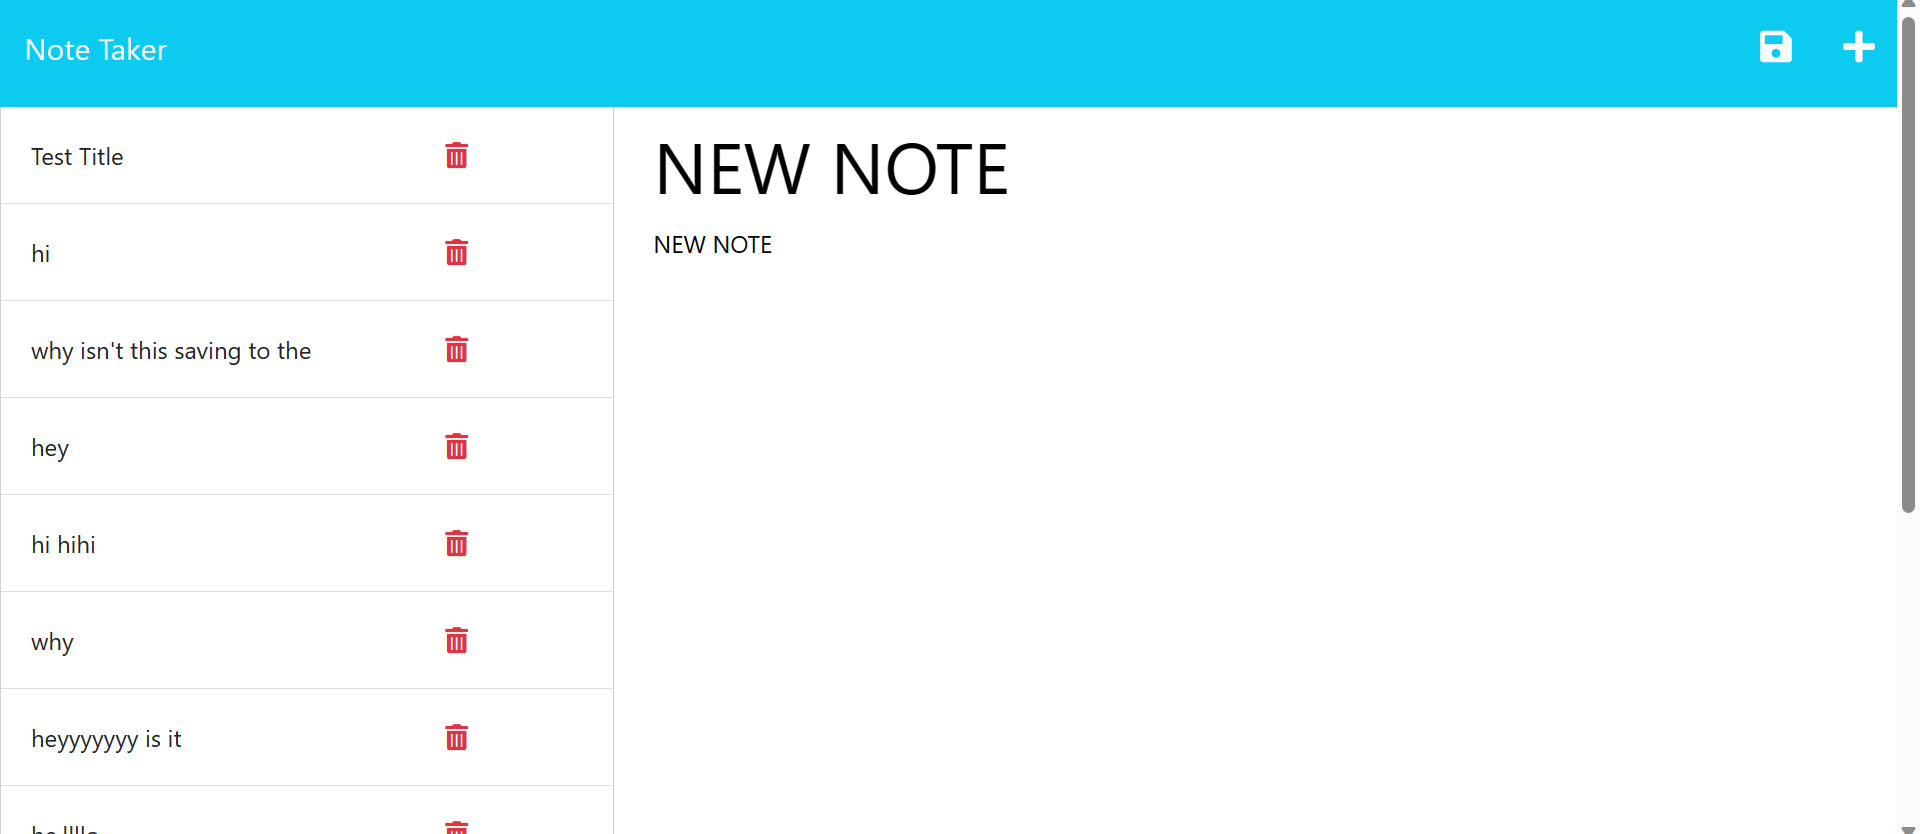 Note Taker
Test Title
hi
why isn't this saving to the
hey
hi hihi
why
heyyyyyyy is it
NEW NOTE
NEW NOTE